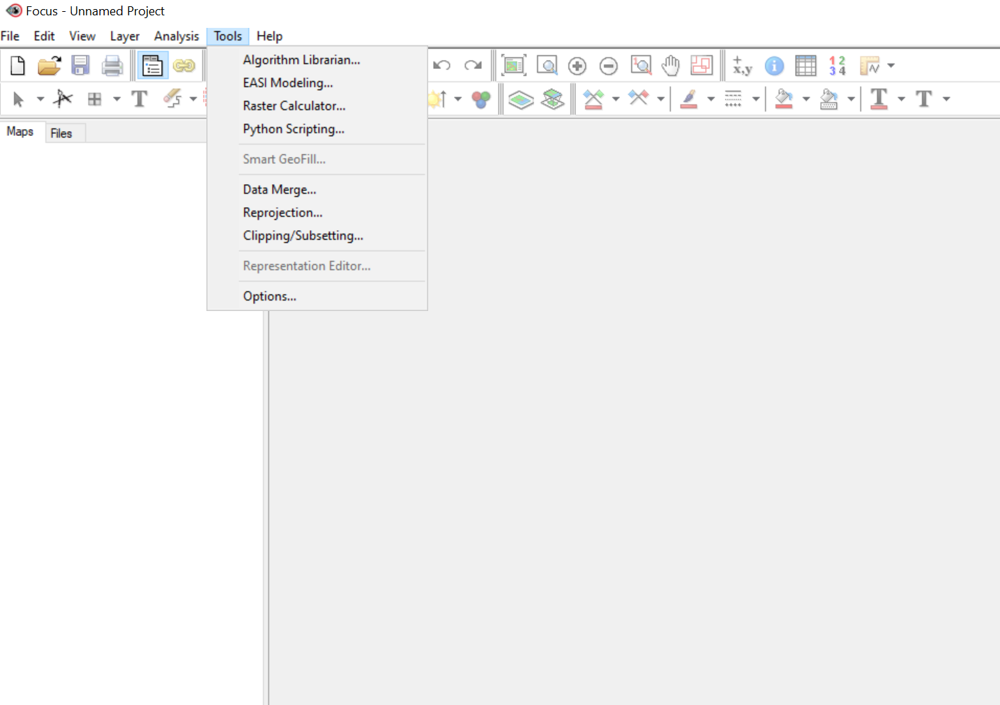 Focus - Unnamed Project
File Edit View Layer Analysis Tools Help
+
x,y
1 2
3 4
1
i
T
T
T
Maps Files
Algorithm Librarian...
EASI Modeling...
Raster Calculator...
Python Scripting...
Smart GeoFill...
Data Merge...
Reprojection...
Clipping/Subsetting...
Representation Editor...
Options...